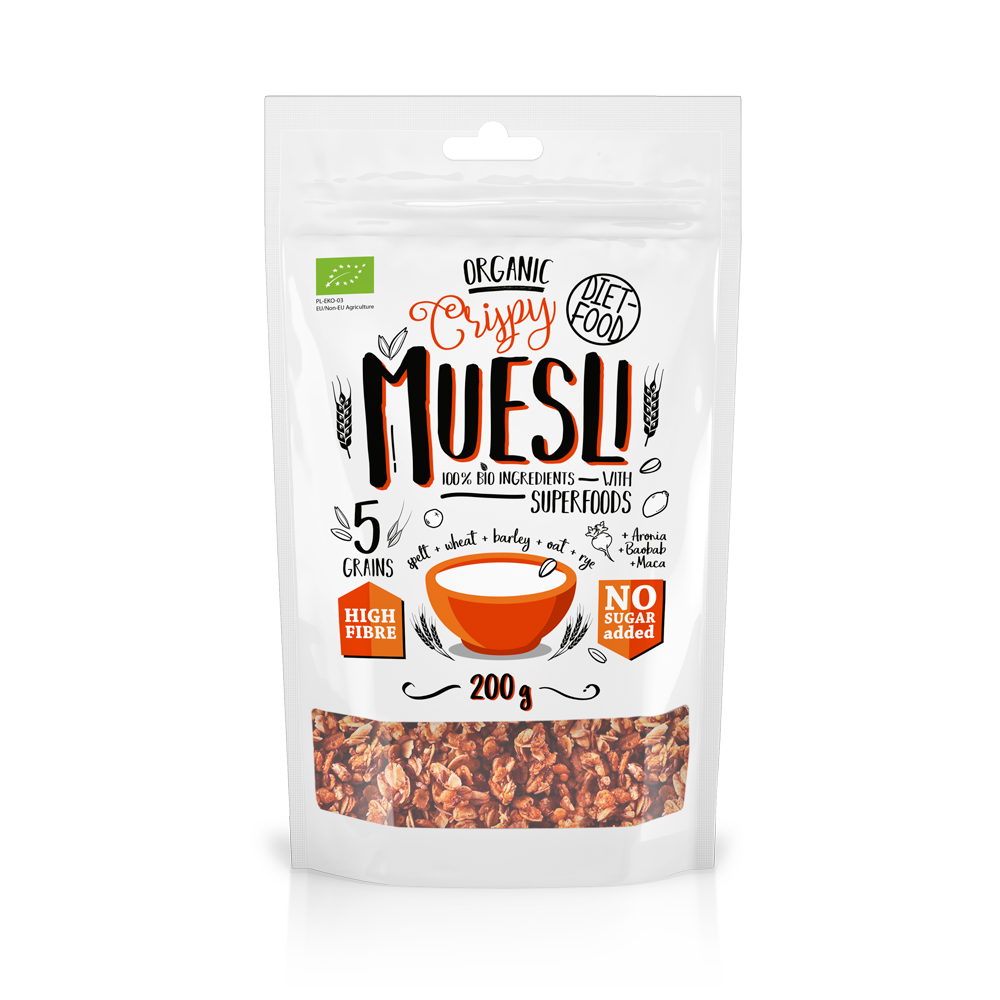 ORGANIC
Crispy
DIET-
FOOD
PL-EKO-03
EU/Non-EU Agriculture
MUESLI
100% BIO INGREDIENTS — WITH
SUPERFOODS
5
GRAINS
spelt + wheat + barley + oat + rye
+ Aronia
+ Baobab
+ Maca
HIGH
FIBRE
NO
SUGAR
added
200 g